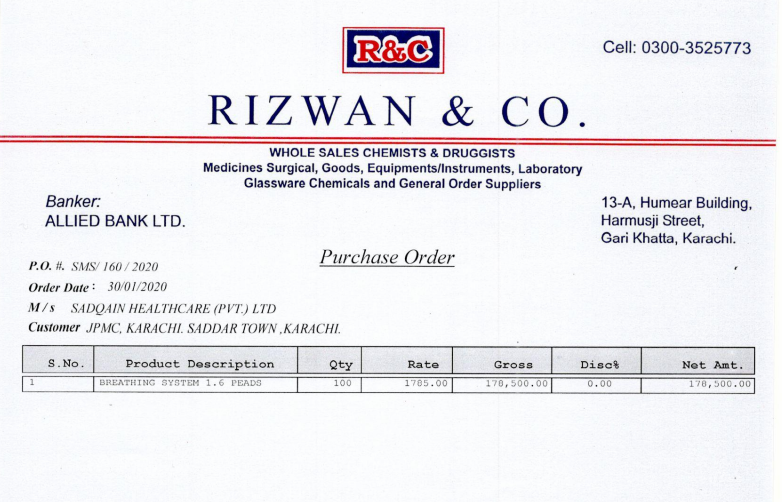 R&C
Cell: 0300-3525773
RIZWAN & CO.
WHOLE SALES CHEMISTS & DRUGGISTS
Medicines Surgical, Goods, Equipments/Instruments, Laboratory
Glassware Chemicals and General Order Suppliers
Banker:
ALLIED BANK LTD.
13-A, Humear Building,
Harmusji Street,
Gari Khatta, Karachi.
Purchase Order
P.O. #. SMS/ 160 / 2020
Order Date : 30/01/2020
M / s SADQAIN HEALTHCARE (PVT.) LTD
Customer JPMC, KARACHI. SADDAR TOWN ,KARACHI.
S.No. Product Description Qty Rate Gross Disc% Net Amt.
1 BREATHING SYSTEM 1.6 PEADS 100 1785.00 178,500.00 0.00 178,500.00